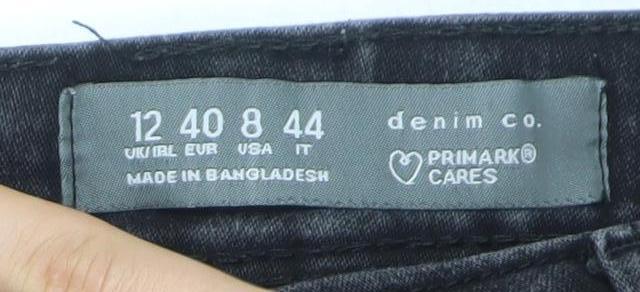 12 40 8 44
UK/IRL EUR USA IT
MADE IN BANGLADESH
denim co.
PRIMARK®
CARES